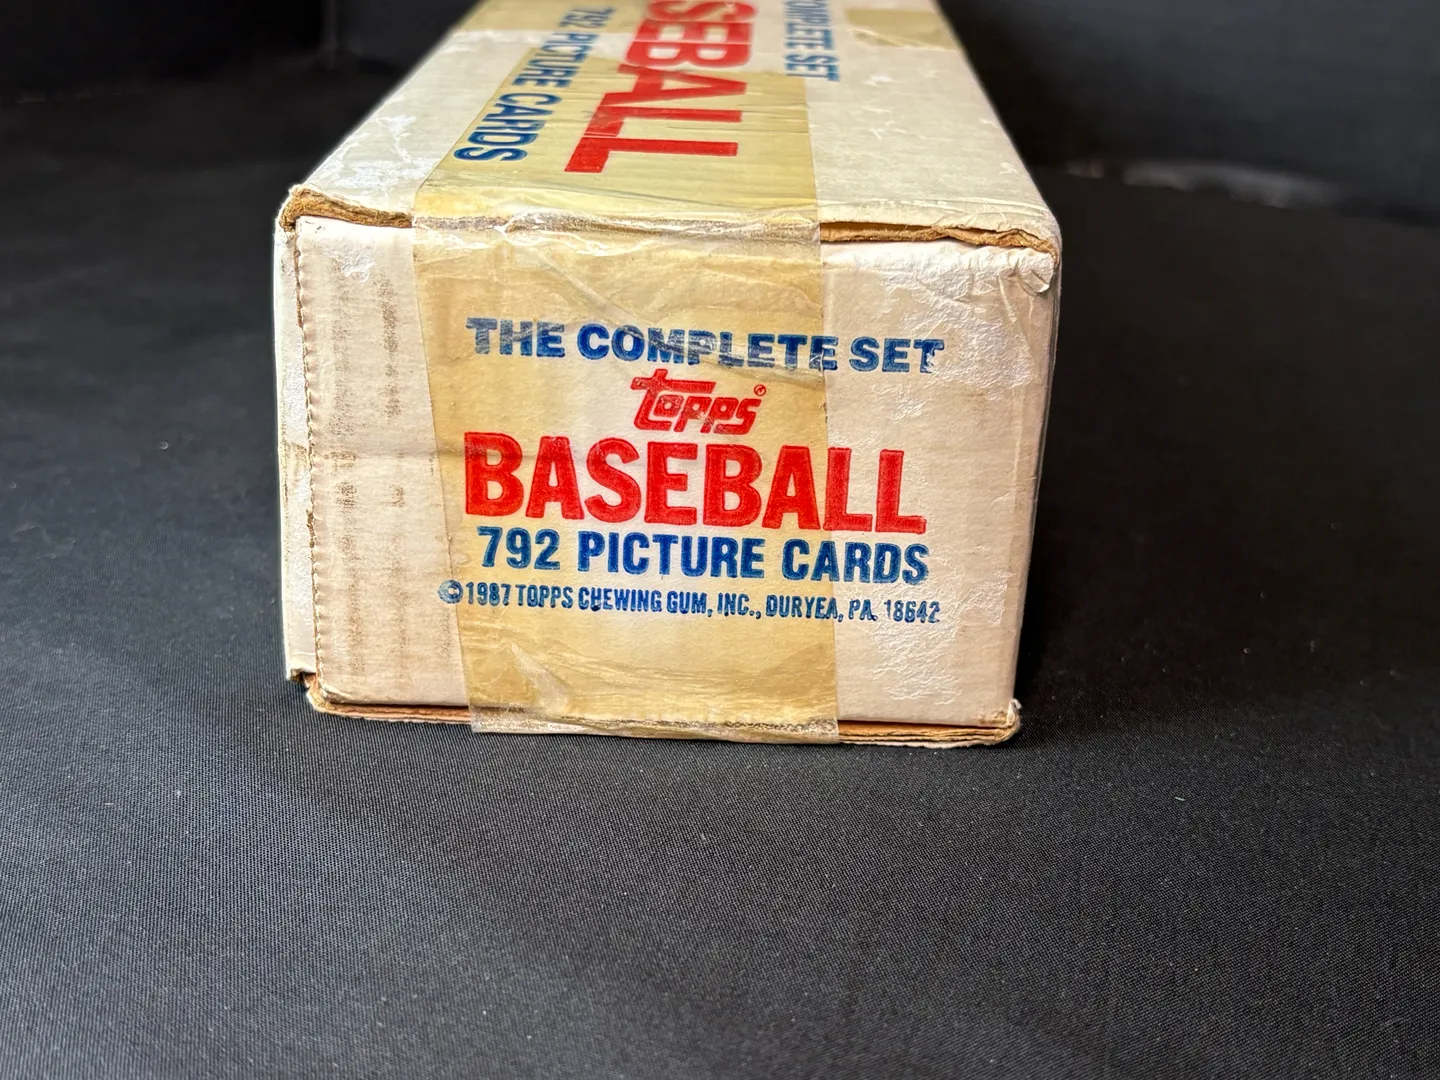 COMPLETE SET
BASEBALL
792 PICTURE CARDS
THE COMPLETE SET
Topps®
BASEBALL
792 PICTURE CARDS
©1987 TOPPS CHEWING GUM, INC., DURYEA, PA. 18642